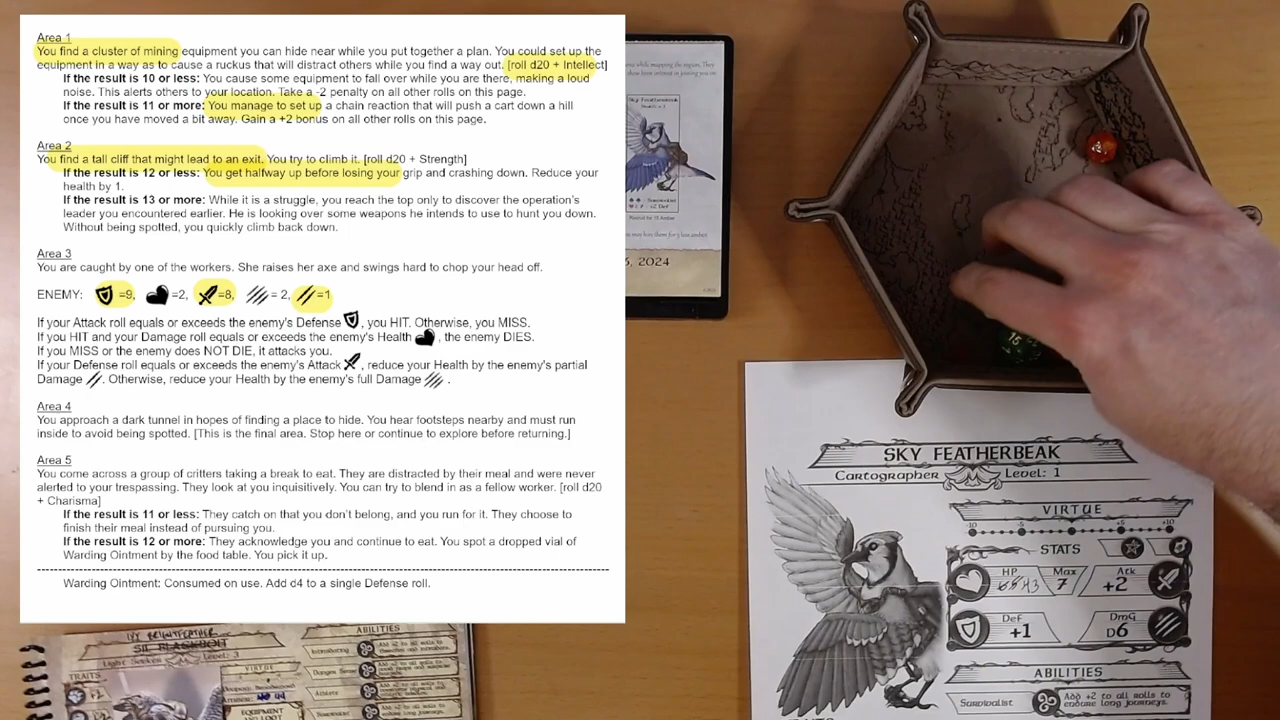 Area 1
You find a cluster of mining equipment you can hide near while you put together a plan. You could set up the
equipment in a way as to cause a ruckus that will distract others while you find a way out. [roll d20 + Intellect]
If the result is 10 or less: You cause some equipment to fall over while you are there, making a loud
noise. This alerts others to your location. Take a -2 penalty on all other rolls on this page.
If the result is 11 or more: You manage to set up a chain reaction that will push a cart down a hill
once you have moved a bit away. Gain a +2 bonus on all other rolls on this page.
Area 2
You find a tall cliff that might lead to an exit. You try to climb it. [roll d20 + Strength]
If the result is 12 or less: You get halfway up before losing your grip and crashing down. Reduce your
health by 1.
If the result is 13 or more: While it is a struggle, you reach the top only to discover the operation's
leader you encountered earlier. He is looking over some weapons he intends to use to hunt you down.
Without being spotted, you quickly climb back down.
Area 3
You are caught by one of the workers. She raises her axe and swings hard to chop your head off.
ENEMY: =9, =2, =8, = 2, =1
If your Attack roll equals or exceeds the enemy's Defense , you HIT. Otherwise, you MISS.
If you HIT and your Damage roll equals or exceeds the enemy's Health , the enemy DIES.
If you MISS or the enemy does NOT DIE, it attacks you.
If your Defense roll equals or exceeds the enemy's Attack , reduce your Health by the enemy's partial
Damage . Otherwise, reduce your Health by the enemy's full Damage .
Area 4
You approach a dark tunnel in hopes of finding a place to hide. You hear footsteps nearby and must run
inside to avoid being spotted. [This is the final area. Stop here or continue to explore before returning.]
Area 5
You come across a group of critters taking a break to eat. They are distracted by their meal and were never
alerted to your trespassing. They look at you inquisitively. You can try to blend in as a fellow worker. [roll d20
+ Charisma]
If the result is 11 or less: They catch on that you don't belong, and you run for it. They choose to
finish their meal instead of pursuing you.
If the result is 12 or more: They acknowledge you and continue to eat. You spot a dropped vial of
Warding Ointment by the food table. You pick it up.
Warding Ointment: Consumed on use. Add d4 to a single Defense roll.
Sky Featherbeak
, 2024
15
SKY FEATHERBEAK
Cartographer Level: 1
VIRTUE
-10 -5 +5 +10
STATS
HP Max 7 Atk +2
Def +1 DmG D6
ABILITIES
Survivalist Add +2 to all rolls to
endure long journeys.
SIL BLACKBOLT
Level: 3
TRAITS
VIRTUE
EQUIPMENT
ABILITIES
Athlete
Survivalist